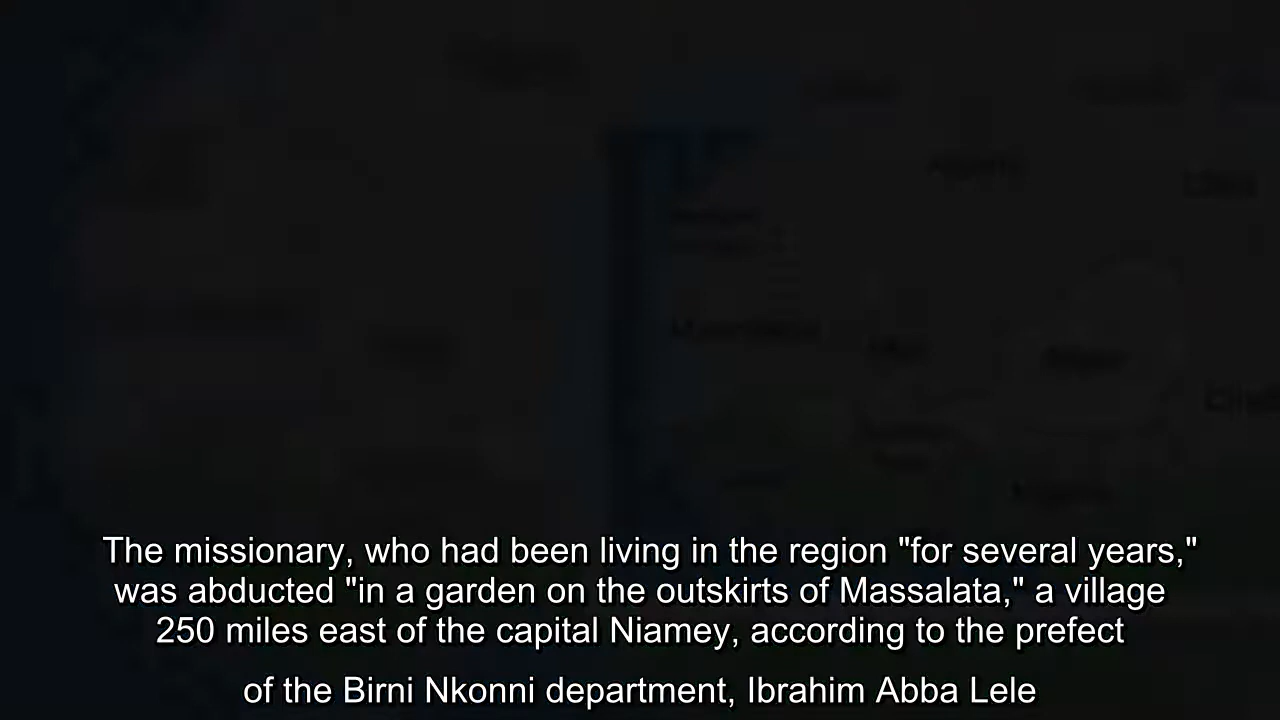 The missionary, who had been living in the region "for several years,"
was abducted "in a garden on the outskirts of Massalata," a village
250 miles east of the capital Niamey, according to the prefect
of the Birni Nkonni department, Ibrahim Abba Lele